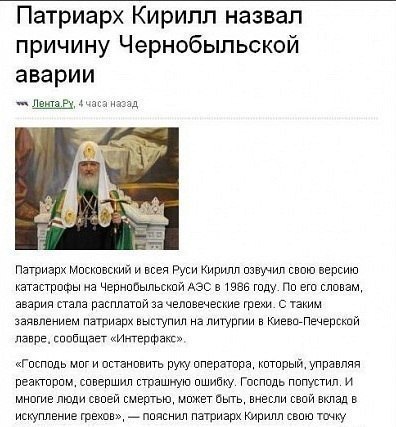 Патриарх Кирилл назвал
причину Чернобыльской
аварии
Лента.Ру, 4 часа назад
Патриарх Московский и всея Руси Кирилл озвучил свою версию
катастрофы на Чернобыльской АЭС в 1986 году. По его словам,
авария стала расплатой за человеческие грехи. С таким
заявлением патриарх выступил на литургии в Киево-Печерской
лавре, сообщает «Интерфакс».
«Господь мог и остановить руку оператора, который, управляя
реактором, совершил страшную ошибку. Господь попустил. И
многие люди своей смертью, может быть, внесли свой вклад в
искупление грехов», — пояснил патриарх Кирилл свою точку